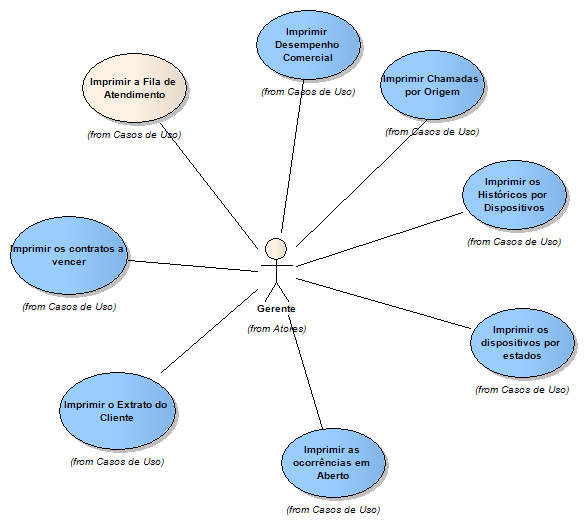 Imprimir
Desempenho
Comercial
(from Casos de Uso)
Imprimir a Fila de
Atendimento
(from Casos de Uso)
Imprimir Chamadas
por Origem
(from Casos de Uso)
Imprimir os
Históricos por
Dispositivos
(from Casos de Uso)
Imprimir os contratos a
vencer
(from Casos de Uso)
Gerente
(from Atores)
Imprimir os
dispositivos por
estados
(from Casos de Uso)
Imprimir o Extrato do
Cliente
(from Casos de Uso)
Imprimir as
ocorrências em
Aberto
(from Casos de Uso)